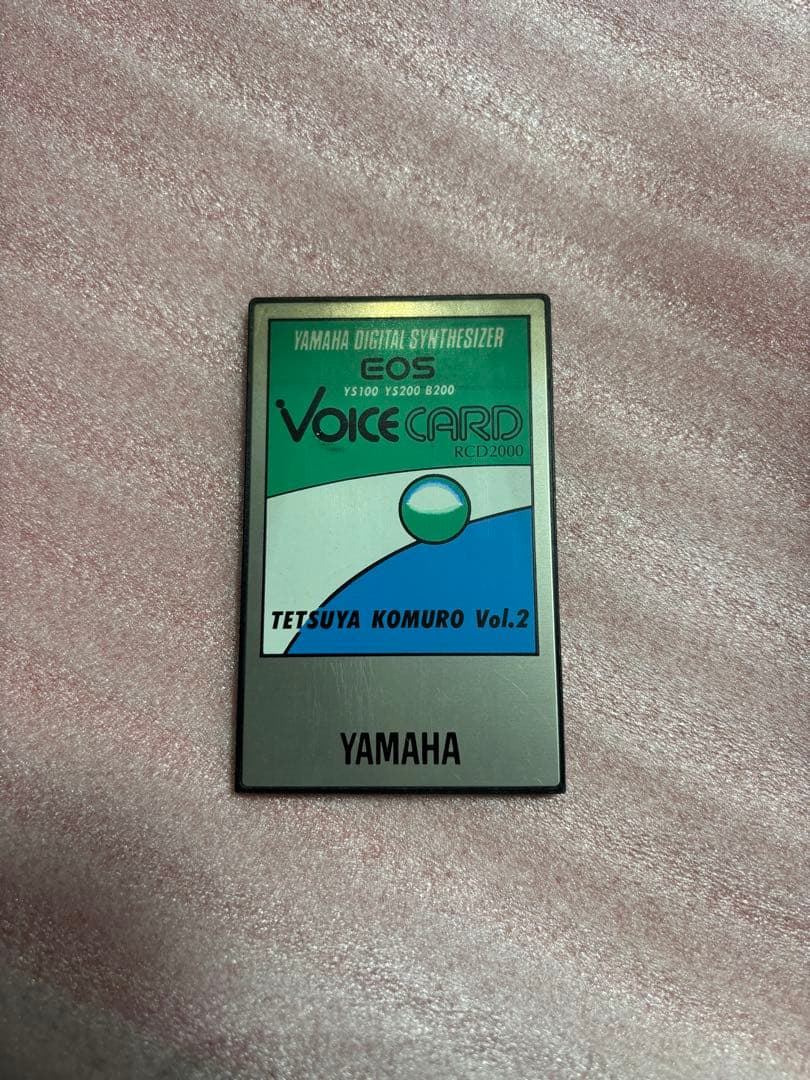 YAMAHA DIGITAL SYNTHESIZER
EOS
YS100 YS200 B200
VOICE CARD
RCD2000
TETSUYA KOMURO Vol.2
YAMAHA